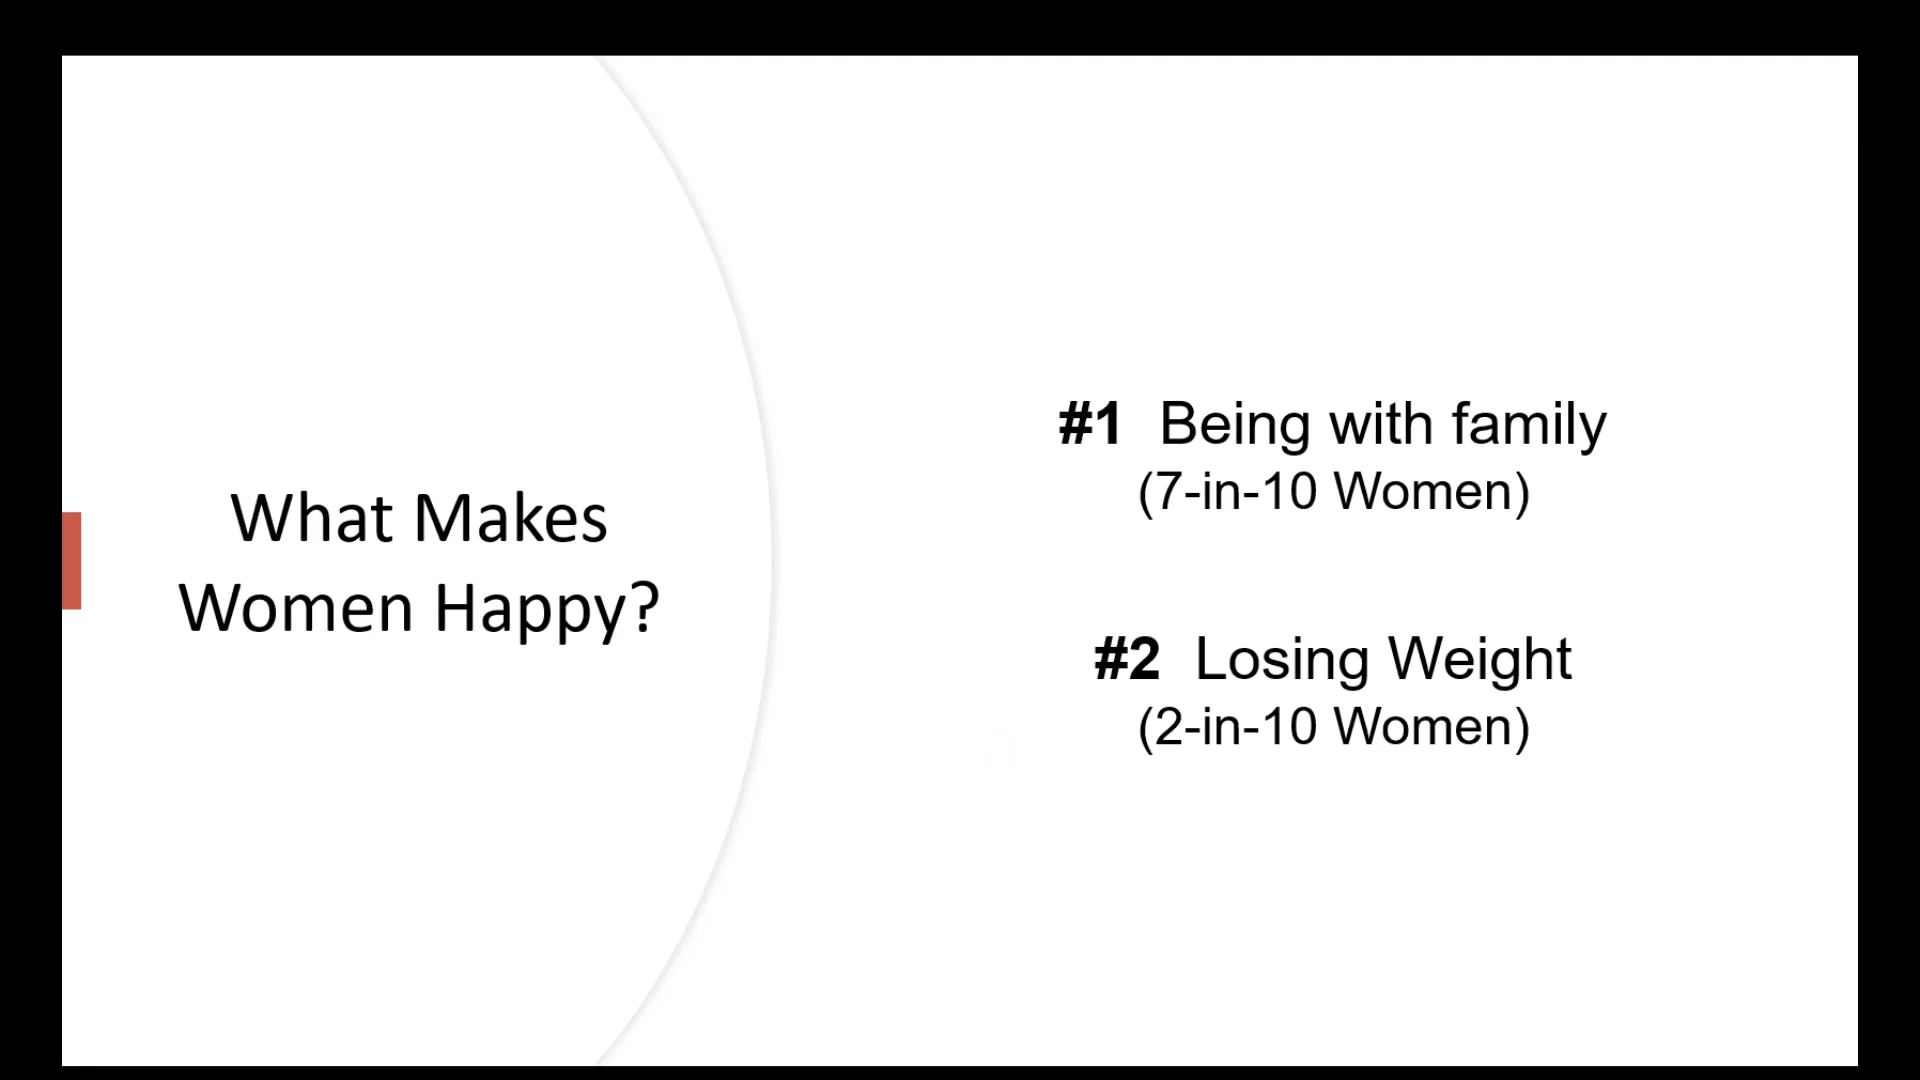 What Makes
Women Happy?
#1 Being with family
(7-in-10 Women)
#2 Losing Weight
(2-in-10 Women)